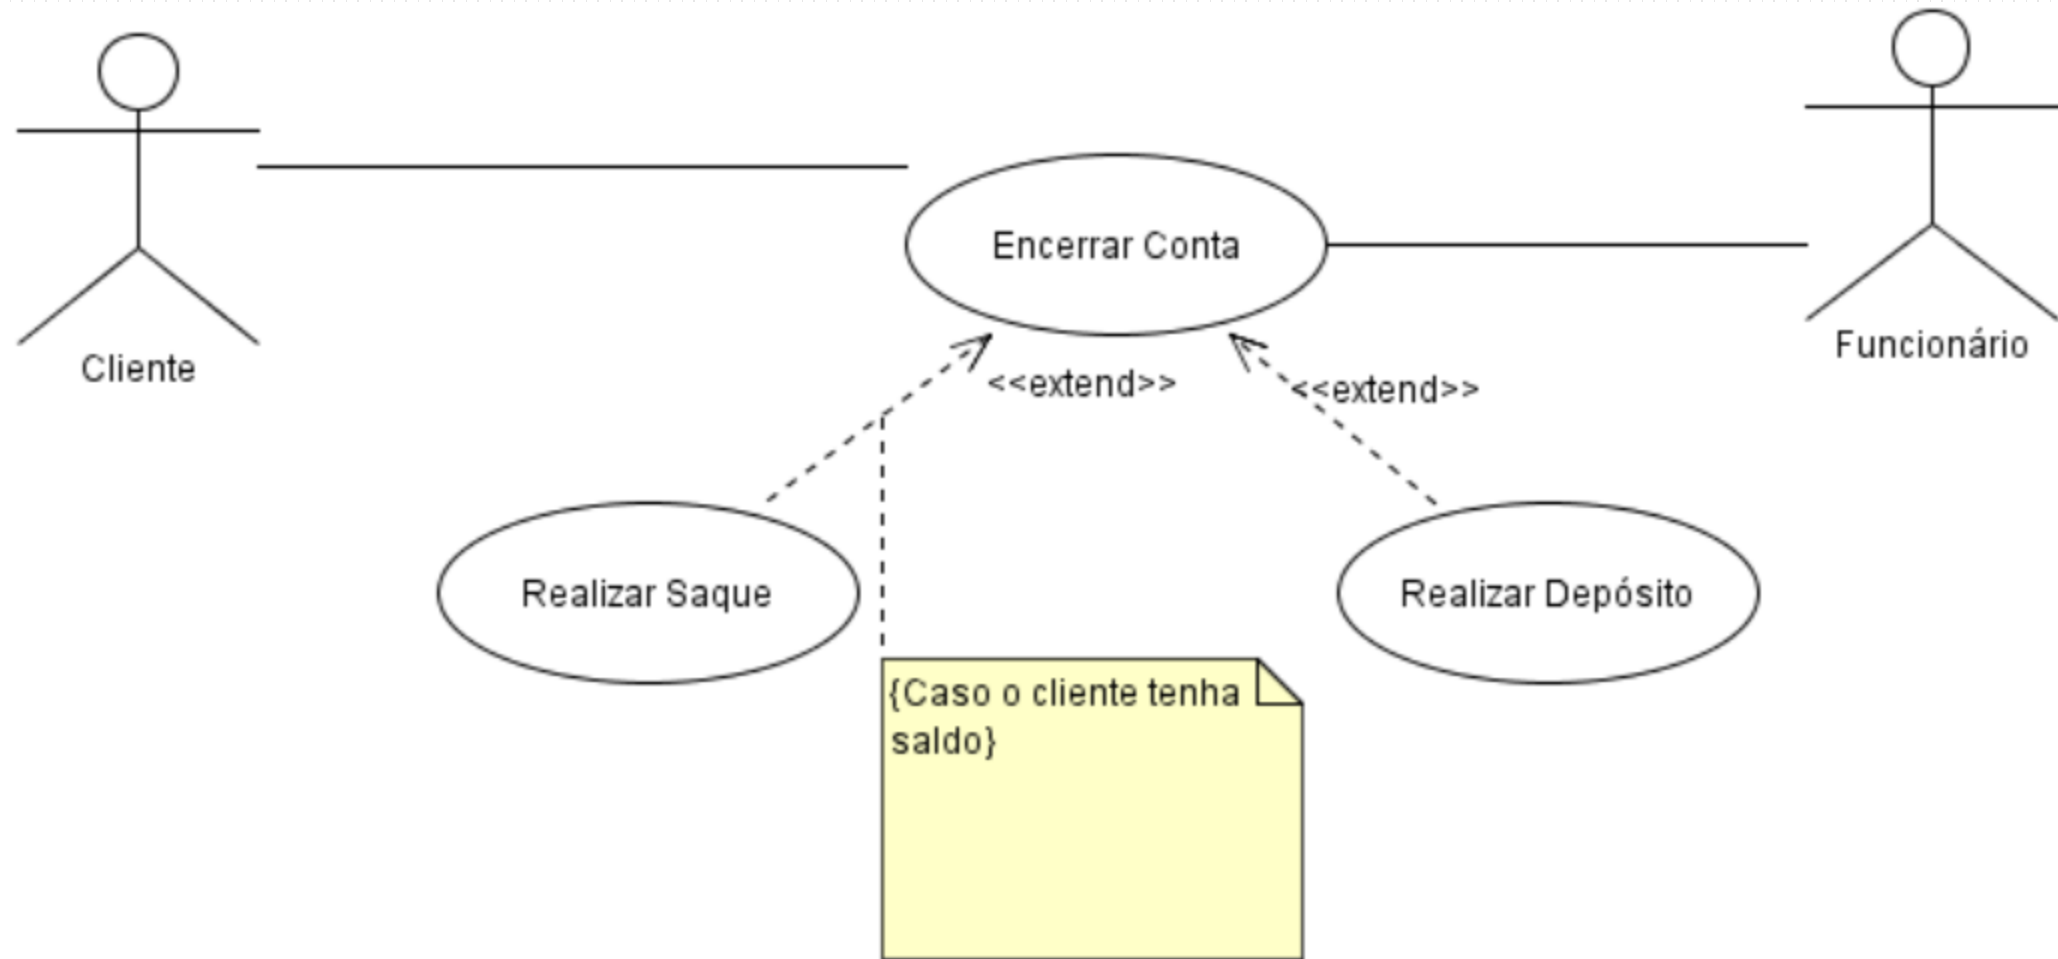 Encerrar Conta
Cliente
Funcionário
<<extend>>
<<extend>>
Realizar Saque
Realizar Depósito
{Caso o cliente tenha
saldo}